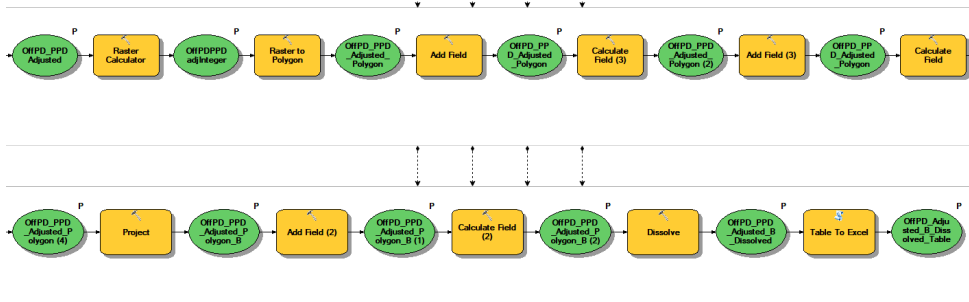 P P P P P P
OffPD_PPD
Adjusted
Raster
Calculator
OffPDPPD
adjInteger
Raster to
Polygon
OffPD_PPD
_Adjusted_
Polygon
Add Field
OffPD_PP
D_Adjusted
_Polygon
Calculate
Field (3)
OffPD_PPD
_Adjusted_
Polygon (2)
Add Field (3)
OffPD_PP
D_Adjusted
_Polygon
Calculate
Field
P P P P P P
OffPD_PPD
_Adjusted_P
olygon (4)
Project
OffPD_PPD
_Adjusted_P
olygon_B
Add Field (2)
OffPD_PPD
_Adjusted_P
olygon_B (1)
Calculate Field
(2)
OffPD_PPD
_Adjusted_P
olygon_B (2)
Dissolve
OffPD_PPD
_Adjusted_B
_Dissolved
Table To Excel
OffPD_Adju
sted_B_Diss
olved_Table